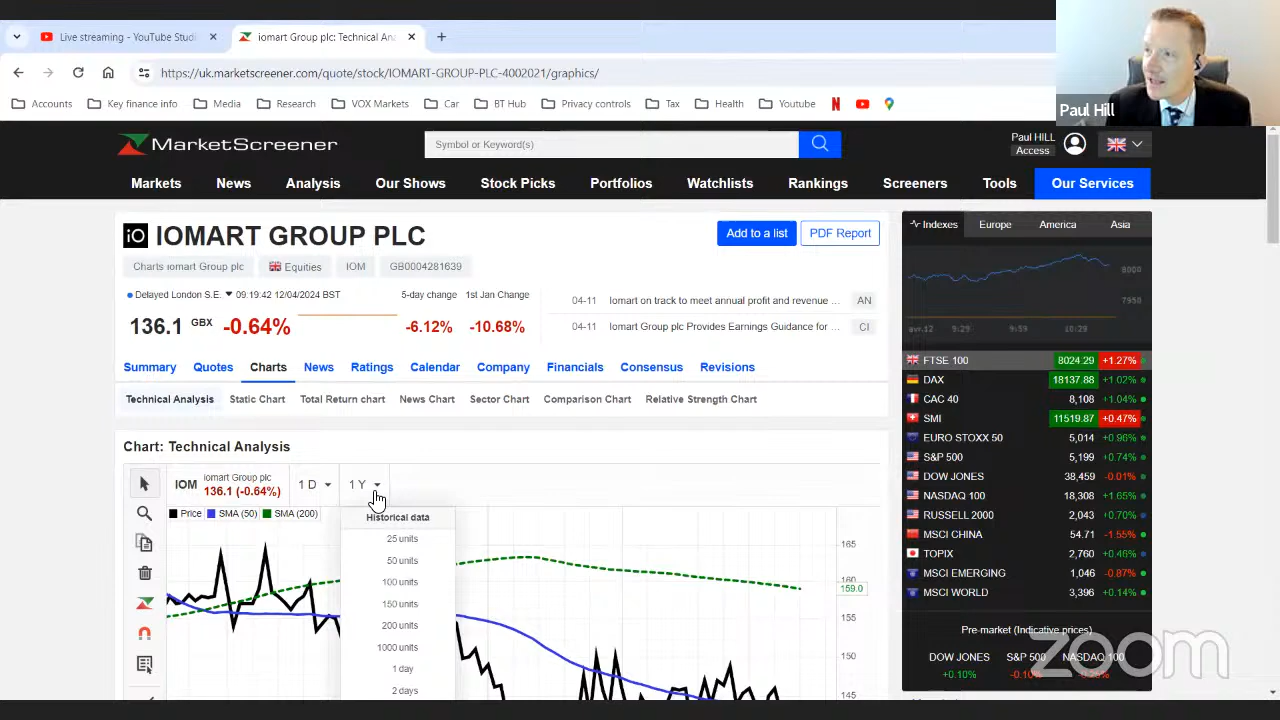 Live streaming - YouTube Studi
iomart Group plc: Technical Ana
https://uk.marketscreener.com/quote/stock/IOMART-GROUP-PLC-4002021/graphics/
Accounts Key finance info Media Research VOX Markets Car BT Hub Privacy controls Tax Health Youtube N
Paul Hill
MarketScreener
Symbol or Keyword(s)
Paul HILL
Access
Markets News Analysis Our Shows Stock Picks Portfolios Watchlists Rankings Screeners Tools Our Services
iO IOMART GROUP PLC
Add to a list PDF Report
Charts iomart Group plc Equities IOM GB0004281639
Delayed London S.E. 09:19:42 12/04/2024 BST 5-day change 1st Jan Change
136.1 GBX -0.64% -6.12% -10.68%
04-11 Iomart on track to meet annual profit and revenue ... AN
04-11 Iomart Group plc Provides Earnings Guidance for ... CI
Summary Quotes Charts News Ratings Calendar Company Financials Consensus Revisions
Technical Analysis Static Chart Total Return chart News Chart Sector Chart Comparison Chart Relative Strength Chart
Chart: Technical Analysis
IOM iomart Group plc
136.1 (-0.64%)
1 D 1 Y
Price SMA (50) SMA (200)
Historical data
25 units
50 units
100 units
150 units
200 units
1000 units
1 day
2 days
165
160
159.0
155
150
145
Indexes Europe America Asia
8000
7950
avr.12 9:29 9:59 10:29
FTSE 100 8024.29 +1.27%
DAX 18137.88 +1.02%
CAC 40 8,108 +1.04%
SMI 11519.87 +0.47%
EURO STOXX 50 5,014 +0.96%
S&P 500 5,199 +0.74%
DOW JONES 38,459 -0.01%
NASDAQ 100 18,308 +1.65%
RUSSELL 2000 2,043 +0.70%
MSCI CHINA 54.71 -1.55%
TOPIX 2,760 +0.46%
MSCI EMERGING 1,046 -0.87%
MSCI WORLD 3,396 +0.14%
Pre-market (Indicative prices)
DOW JONES S&P 500 NASDAQ 100
+0.10%
zoom